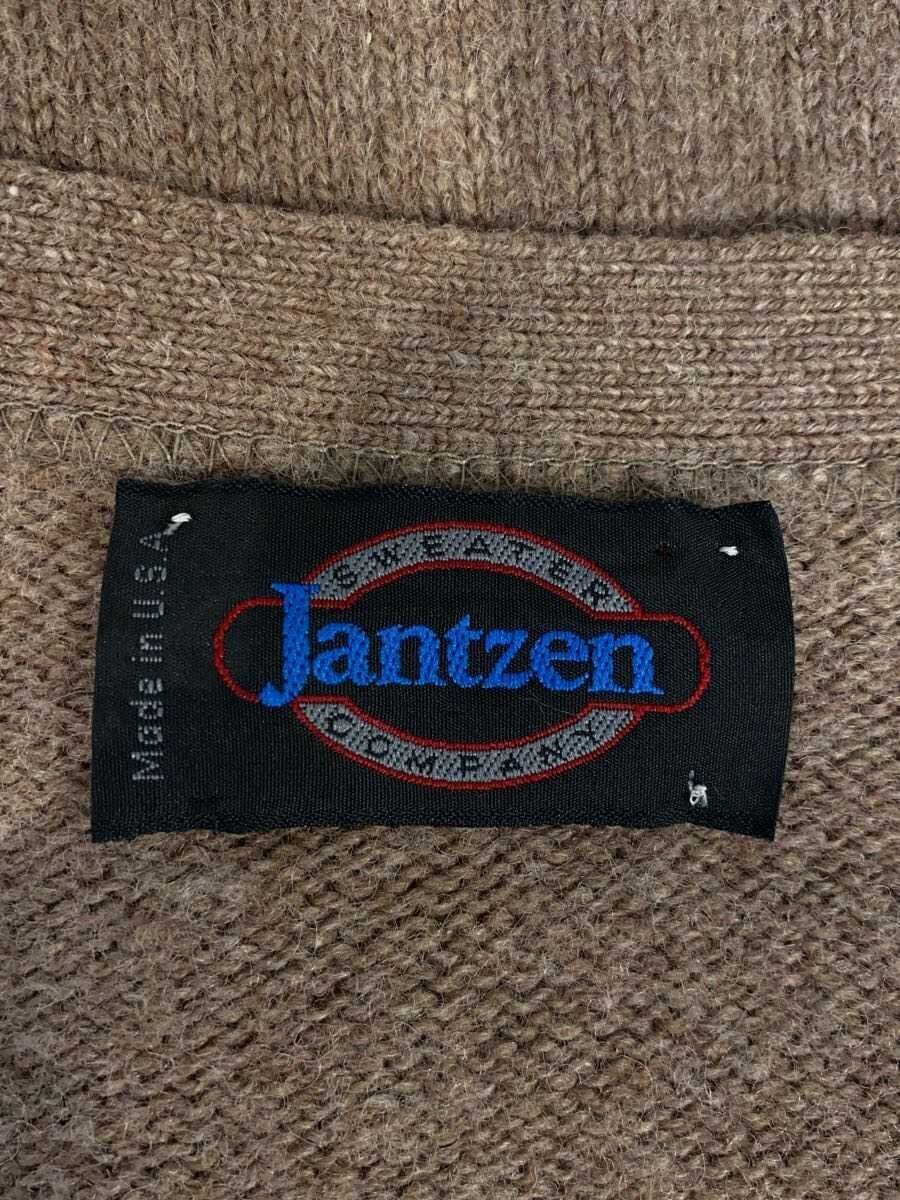 SWEATER
Jantzen
COMPANY
Made in U.S.A.